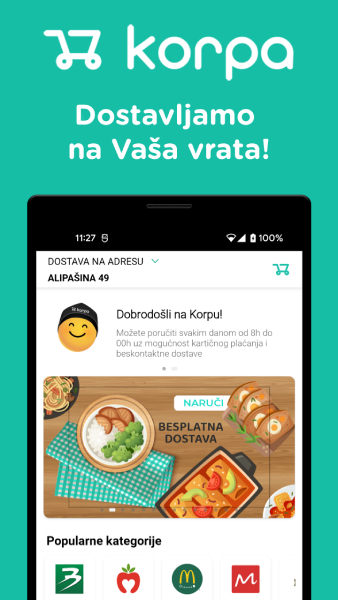 korpa
Dostavljamo
na Vaša vrata!
11:27
100%
DOSTAVA NA ADRESU
ALIPAŠINA 49
korpa
Dobrodošli na Korpu!
Možete poručiti svakim danom od 8h do
00h uz mogućnost kartičnog plaćanja i
beskontaktne dostave
NARUČI
BESPLATNA
DOSTAVA
Popularne kategorije